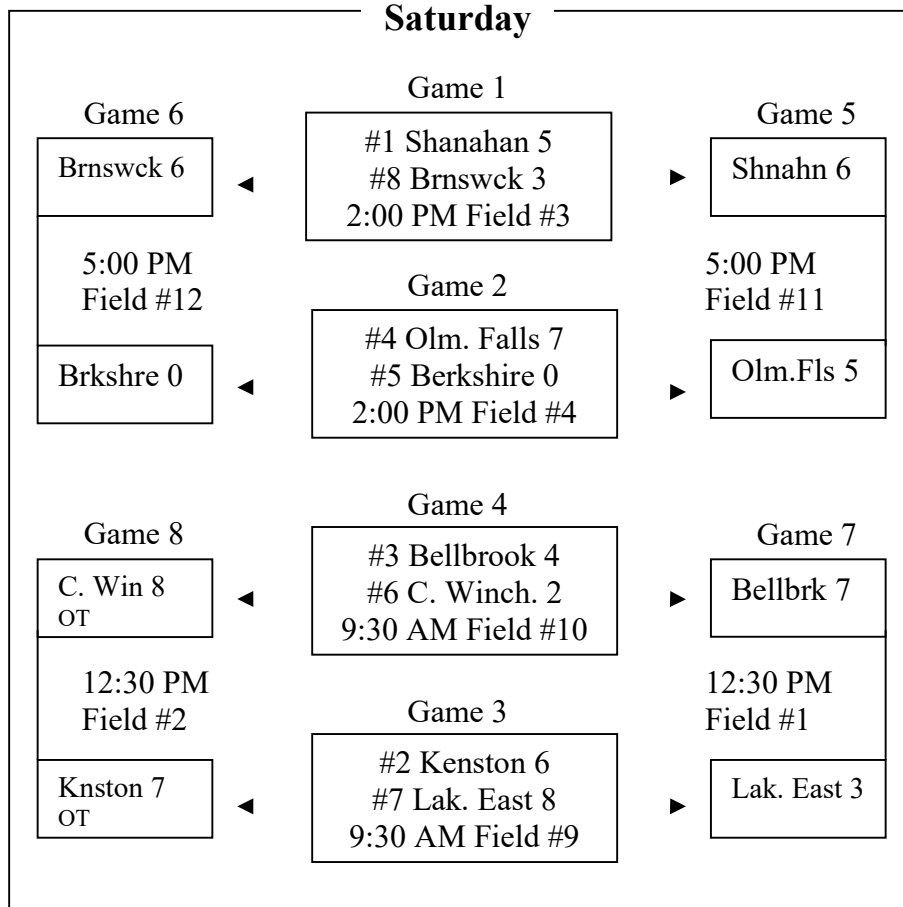 Saturday
Game 1
Game 6
Game 5
#1 Shanahan 5
#8 Brnswck 3
2:00 PM Field #3
Brnswck 6
Shnahn 6
5:00 PM
Field #12
5:00 PM
Field #11
Game 2
#4 Olm. Falls 7
#5 Berkshire 0
2:00 PM Field #4
Brkshre 0
Olm.Fls 5
Game 4
Game 8
Game 7
#3 Bellbrook 4
#6 C. Winch. 2
9:30 AM Field #10
C. Win 8
OT
Bellbrk 7
12:30 PM
Field #2
12:30 PM
Field #1
Game 3
#2 Kenston 6
#7 Lak. East 8
9:30 AM Field #9
Knston 7
OT
Lak. East 3